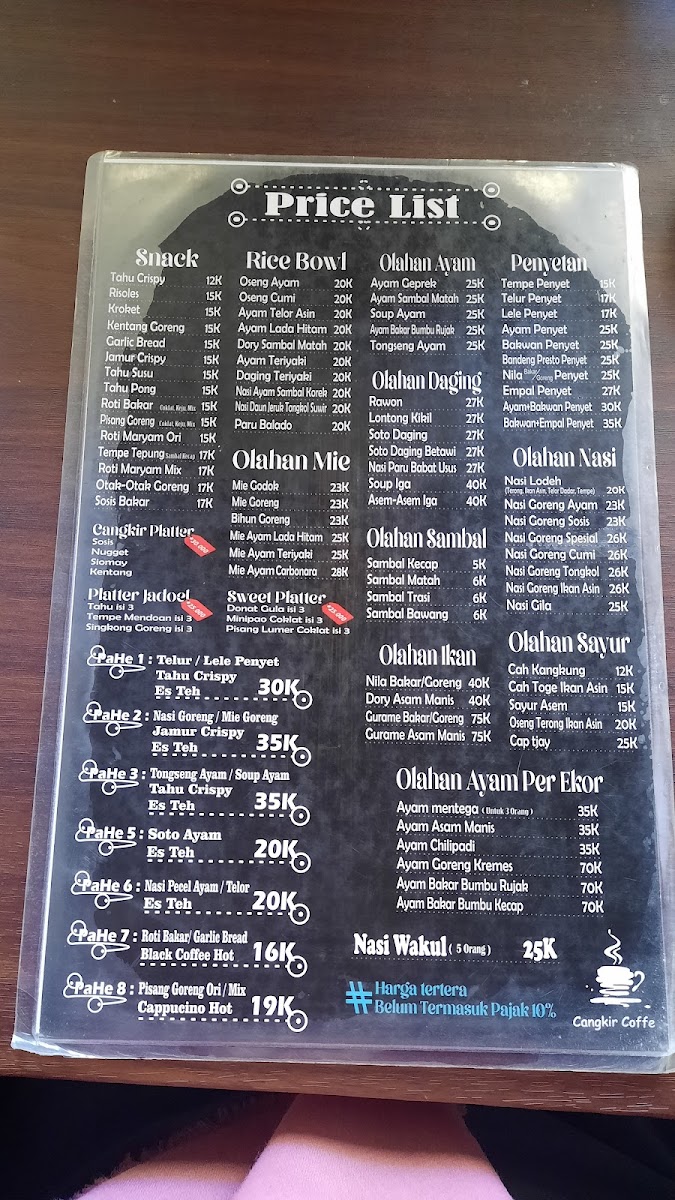 Price List
Snack
Tahu Crispy 12K
Risoles 15K
Kroket 15K
Kentang Goreng 15K
Garlic Bread 15K
Jamur Crispy 15K
Tahu Susu 15K
Tahu Pong 15K
Roti Bakar Coklat, Keju, Mix 15K
Pisang Goreng Coklat, Keju, Mix 15K
Roti Maryam Ori 15K
Tempe Tepung Sambal Kecap 17K
Roti Maryam Mix 17K
Otak-Otak Goreng 17K
Sosis Bakar 17K
Cangkir Platter
Sosis
Nugget
Slomay
Kentang
Platter Jadoel
Tahu isi 3
Tempe Mendoan isi 3
Singkong Goreng isi 3
Rice Bowl
Oseng Ayam 20K
Oseng Cumi 20K
Ayam Telor Asin 20K
Ayam Lada Hitam 20K
Dory Sambal Matah 20K
Ayam Teriyaki 20K
Daging Teriyaki 20K
Nasi Ayam Sambal Korek 20K
Nasi Daun Jeruk Tongkol Suwir 20K
Paru Balado 20K
Olahan Mie
Mie Godok 23K
Mie Goreng 23K
Bihun Goreng 23K
Mie Ayam Lada Hitam 25K
Mie Ayam Teriyaki 25K
Mie Ayam Carbonara 28K
Sweet Platter
Donat Gula isi 3
Minipao Coklat isi 3
Pisang Lumer Coktat isi 3
PaHe 1 : Telur / Lele Penyet
Tahu Crispy
Es Teh 30K
PaHe 2 : Nasi Goreng / Mie Goreng
Jamur Crispy
Es Teh 35K
PaHe 3 : Tongseng Ayam / Soup Ayam
Tahu Crispy
Es Teh 35K
PaHe 5 : Soto Ayam
Es Teh 20K
PaHe 6 : Nasi Pecel Ayam / Telor
Es Teh 20K
PaHe 7 : Roti Bakar/ Garlic Bread
Black Coffee Hot 16K
PaHe 8 : Pisang Goreng Ori / Mix
Cappucino Hot 19K
Olahan Ayam
Ayam Geprek 25K
Ayam Sambal Matah 25K
Soup Ayam 25K
Ayam Bakar Bumbu Rujak 25K
Tongseng Ayam 25K
Olahan Daging
Rawon 27K
Lontong Kikil 27K
Soto Daging 27K
Soto Daging Betawi 27K
Nasi Paru Babat Usus 27K
Soup Iga 40K
Asem-Asem Iga 40K
Olahan Sambal
Sambal Kecap 5K
Sambal Matah 6K
Sambal Trasi 6K
Sambal Bawang 6K
Olahan Ikan
Nila Bakar/Goreng 40K
Dory Asam Manis 40K
Gurame Bakar/Goreng 75K
Gurame Asam Manis 75K
Penyetan
Tempe Penyet 15K
Telur Penyet 17K
Lele Penyet 17K
Ayam Penyet 25K
Bakwan Penyet 25K
Bandeng Presto Penyet 25K
Nila Bakar/Goreng Penyet 25K
Empal Penyet 27K
Ayam+Bakwan Penyet 30K
Bakwan+Empal Penyet 35K
Olahan Nasi
Nasi Lodeh
(Terong, Ikan Asin, Telor Dadar, Tempe) 20K
Nasi Goreng Ayam 23K
Nasi Goreng Sosis 23K
Nasi Goreng Spesial 26K
Nasi Goreng Cumi 26K
Nasi Goreng Tongkol 26K
Nasi Goreng Ikan Asin 26K
Nasi Gila 25K
Olahan Sayur
Cah Kangkung 12K
Cah Toge Ikan Asin 15K
Sayur Asem 15K
Oseng Terong Ikan Asin 20K
Cap tjay 25K
Olahan Ayam Per Ekor
Ayam mentega ( Untuk 3 Orang ) 35K
Ayam Asam Manis 35K
Ayam Chilipadi 35K
Ayam Goreng Kremes 70K
Ayam Bakar Bumbu Rujak 70K
Ayam Bakar Bumbu Kecap 70K
Nasi Wakul ( 5 Orang ) 25K
# Harga tertera
Belum Termasuk Pajak 10%
Cangkir Coffe